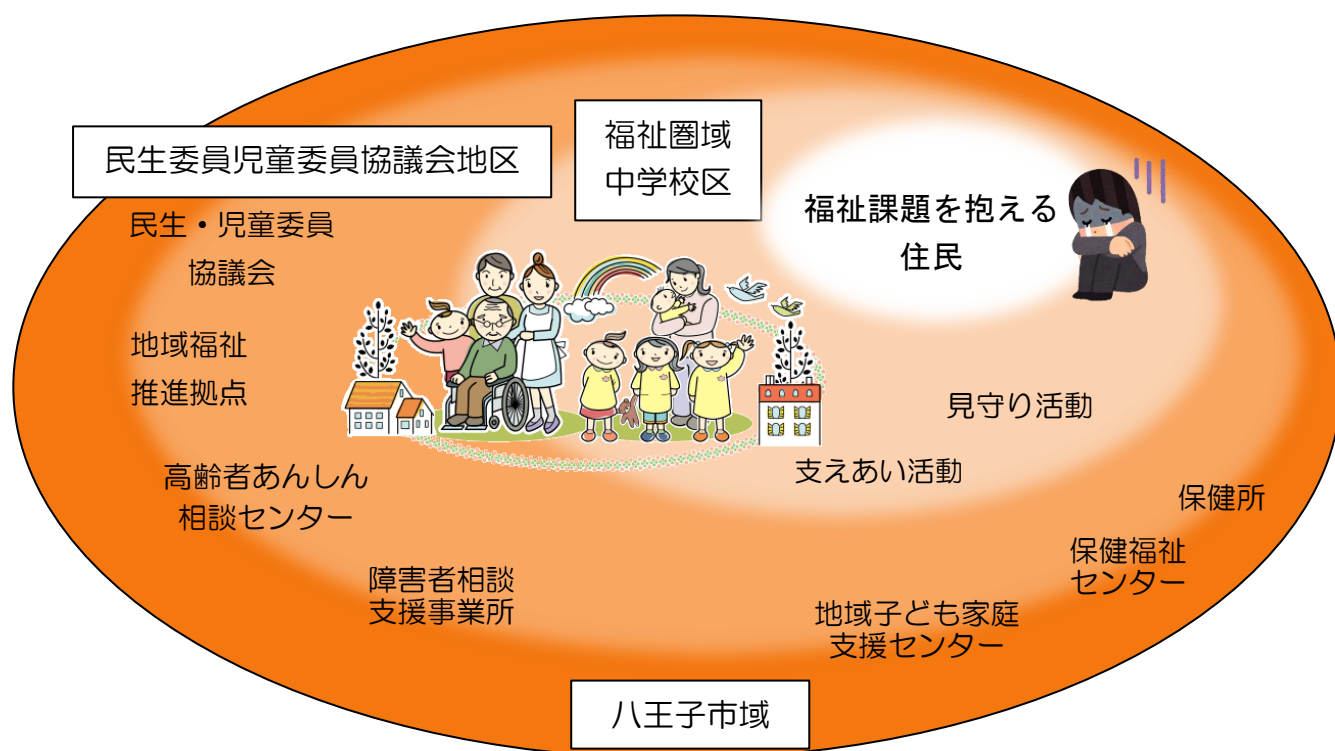 民生委員児童委員協議会地区
福祉圏域
中学校区
福祉課題を抱える
住民
民生・児童委員
協議会
地域福祉
推進拠点
見守り活動
支えあい活動
高齢者あんしん
相談センター
保健所
保健福祉
センター
障害者相談
支援事業所
地域子ども家庭
支援センター
八王子市域